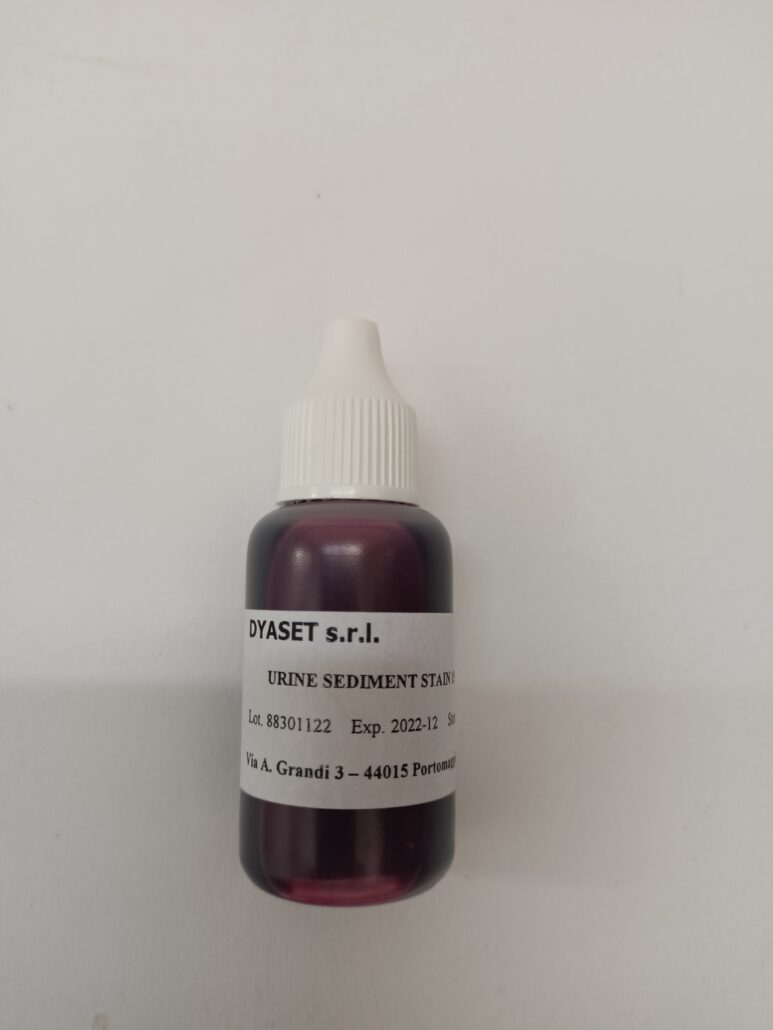 DYASET s.r.l.
URINE SEDIMENT STAIN
Lot. 88301122 Exp. 2022-12
Via A. Grandi 3 – 44015